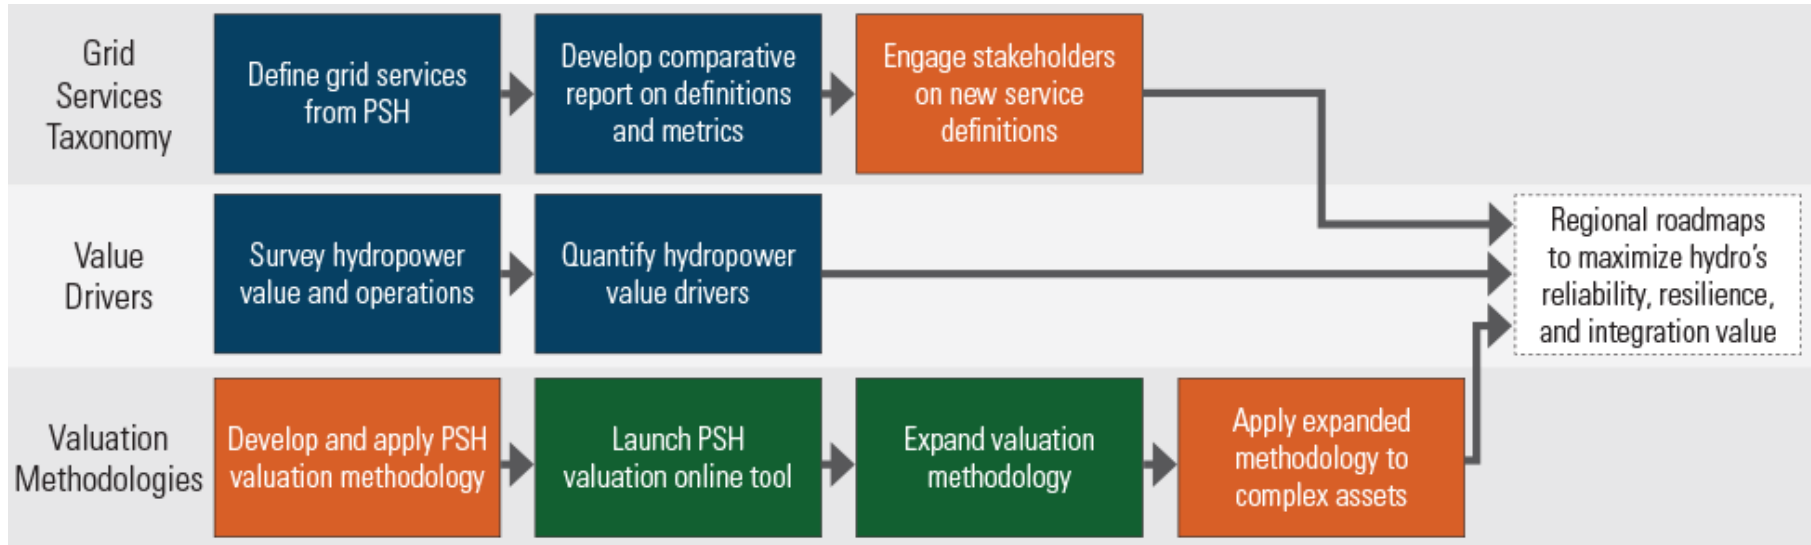 Grid
Services
Taxonomy
Define grid services
from PSH
Develop comparative
report on definitions
and metrics
Engage stakeholders
on new service
definitions
Value
Drivers
Survey hydropower
value and operations
Quantify hydropower
value drivers
Regional roadmaps
to maximize hydro's
reliability, resilience,
and integration value
Valuation
Methodologies
Develop and apply PSH
valuation methodology
Launch PSH
valuation online tool
Expand valuation
methodology
Apply expanded
methodology to
complex assets